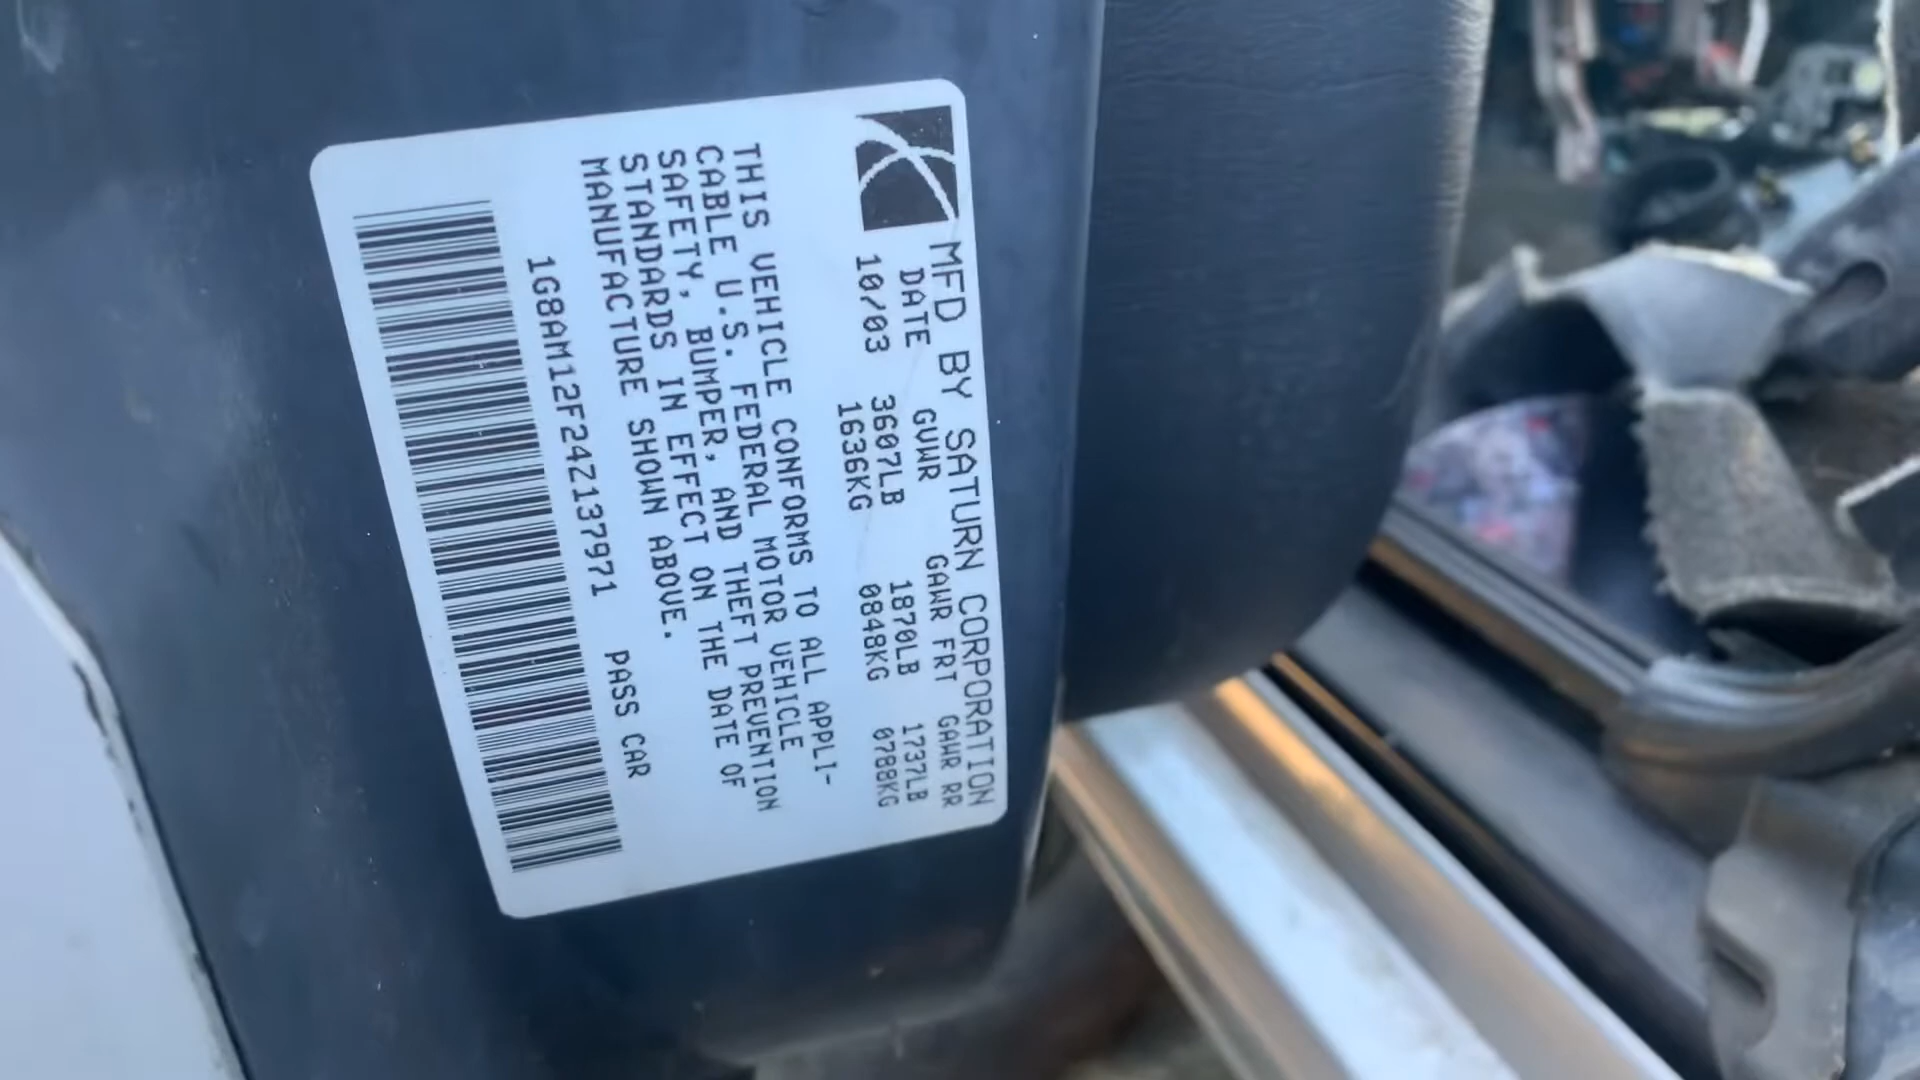 MFD BY SATURN CORPORATION
DATE GVWR GAWR FRT GAWR RR
10/03 3607LB 1870LB 1737LB
1636KG 0848KG 0788KG
THIS VEHICLE CONFORMS TO ALL APPLI-
CABLE U.S. FEDERAL MOTOR VEHICLE
SAFETY, BUMPER, AND THEFT PREVENTION
STANDARDS IN EFFECT ON THE DATE OF
MANUFACTURE SHOWN ABOVE.
1G8AM12F24Z137971 PASS CAR